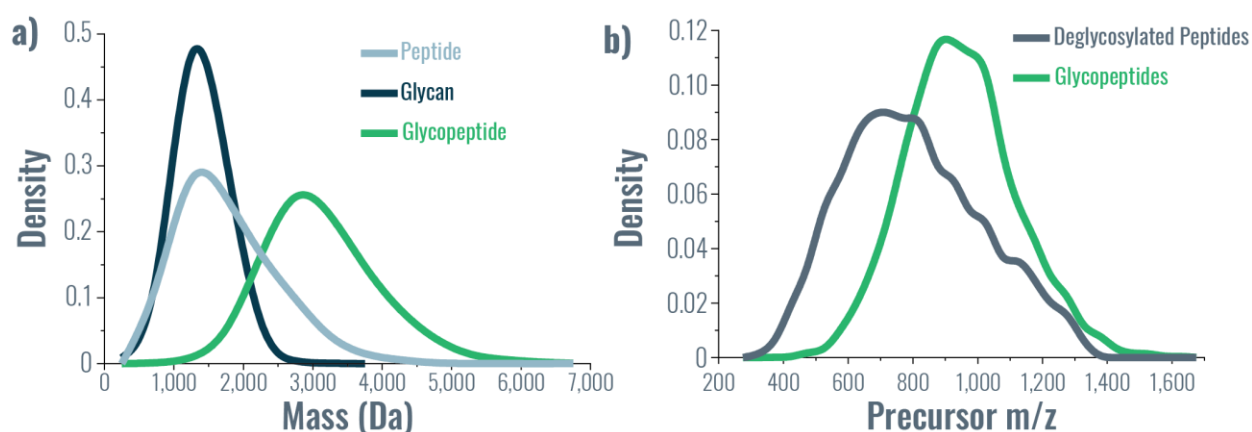 a)
Density
0.5
0.4
0.3
0.2
0.1
0
0 1,000 2,000 3,000 4,000 5,000 6,000 7,000
Mass (Da)
Peptide
Glycan
Glycopeptide
b)
Density
0.12
0.10
0.08
0.06
0.04
0.02
0
200 400 600 800 1,000 1,200 1,400 1,600
Precursor m/z
Deglycosylated Peptides
Glycopeptides